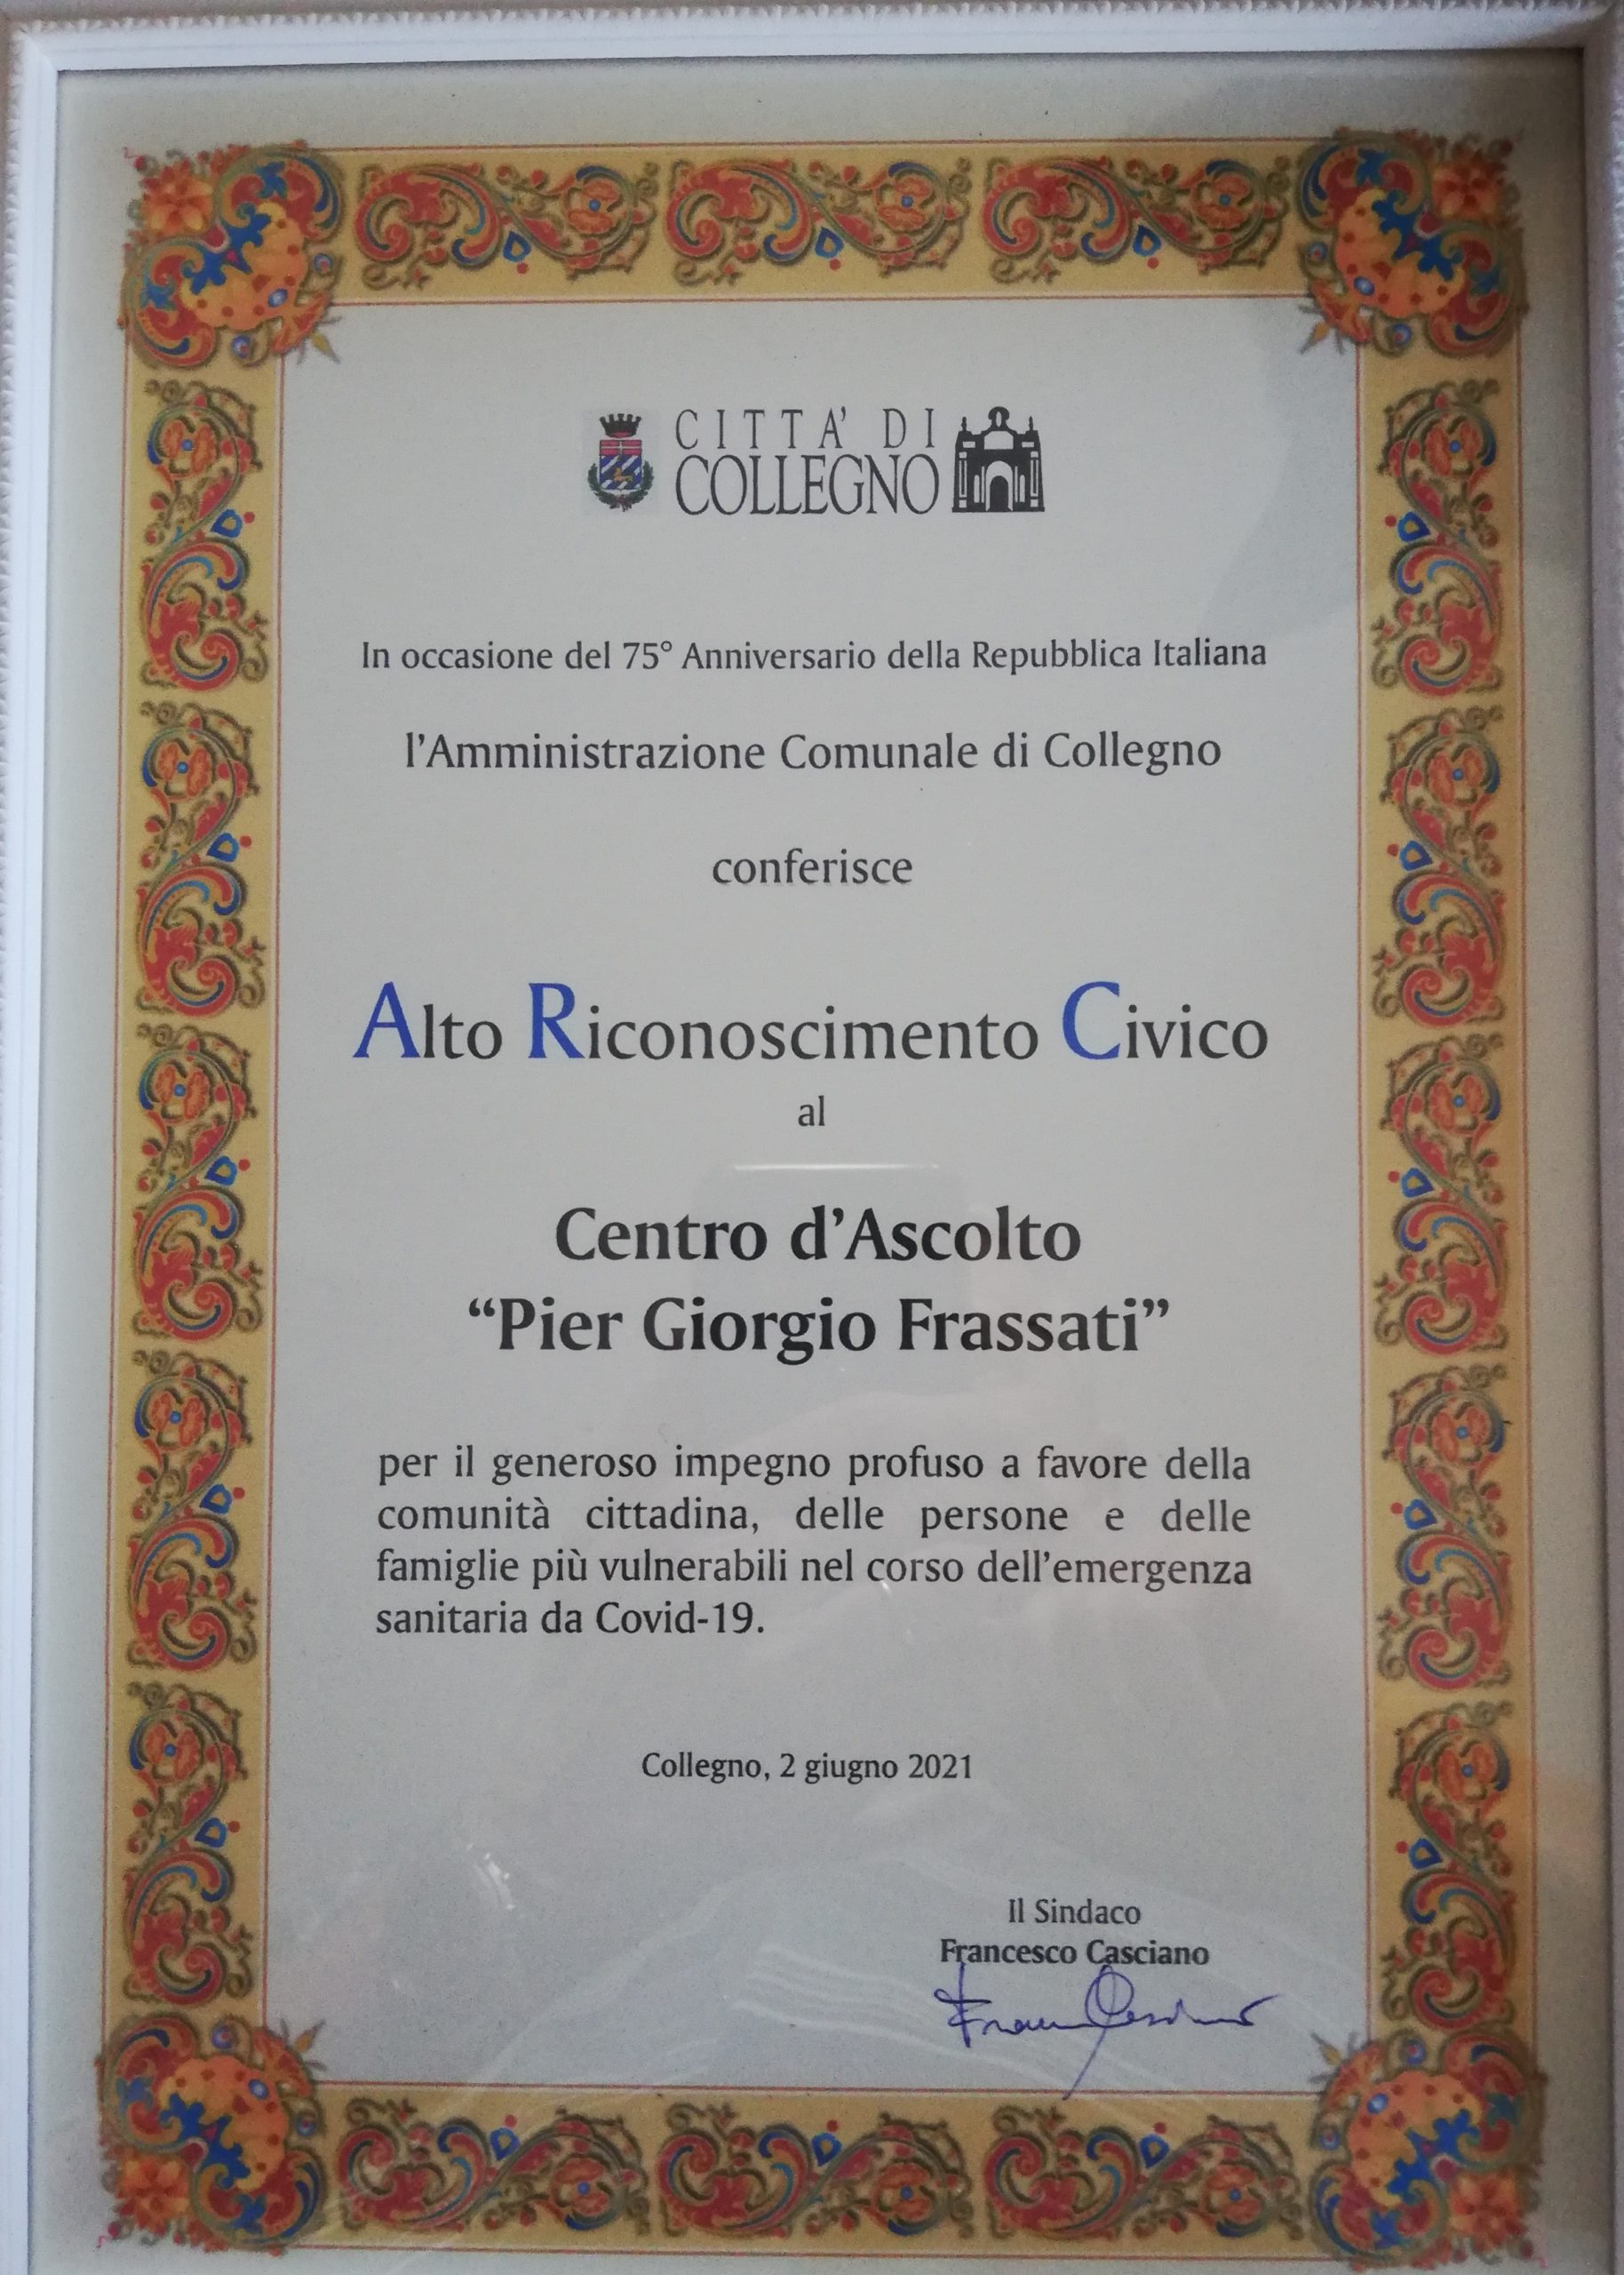 CITTA' DI
COLLEGNO
In occasione del 75° Anniversario della Repubblica Italiana
l'Amministrazione Comunale di Collegno
conferisce
Alto Riconoscimento Civico
al
Centro d'Ascolto
“Pier Giorgio Frassati”
per il generoso impegno profuso a favore della
comunità cittadina, delle persone e delle
famiglie più vulnerabili nel corso dell'emergenza
sanitaria da Covid-19.
Collegno, 2 giugno 2021
Il Sindaco
Francesco Casciano